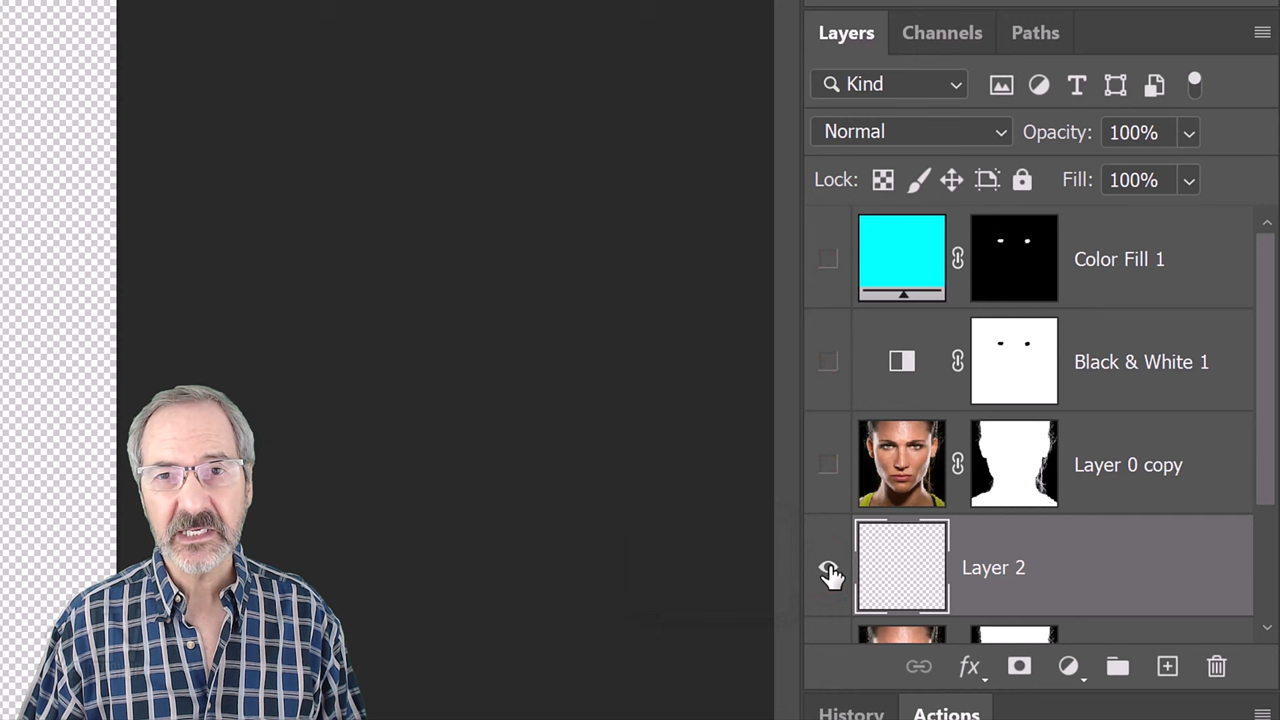 Layers Channels Paths
Kind
Normal Opacity: 100%
Lock: Fill: 100%
Color Fill 1
Black & White 1
Layer 0 copy
Layer 2
fx
History Actions